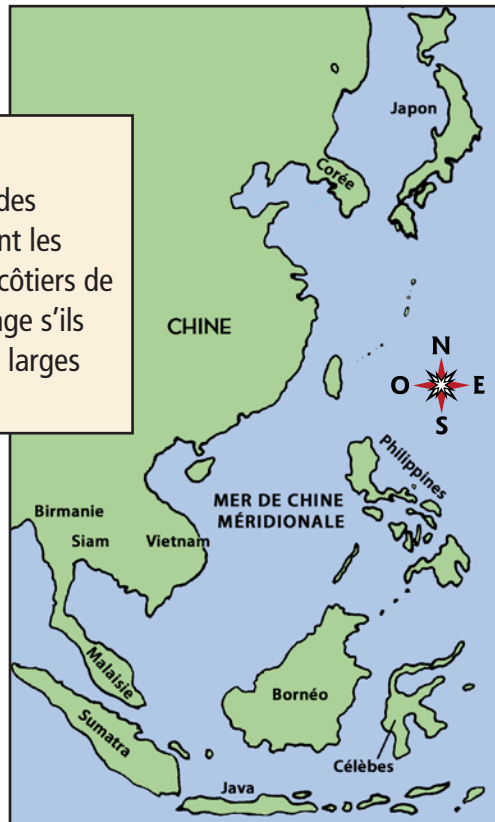 des
nt les
côtiers de
ge s'ils
larges
Japon
Corée
CHINE
N
O E
S
Philippines
MER DE CHINE
MÉRIDIONALE
Birmanie
Siam Vietnam
Malaisie
Bornéo
Sumatra
Célèbes
Java